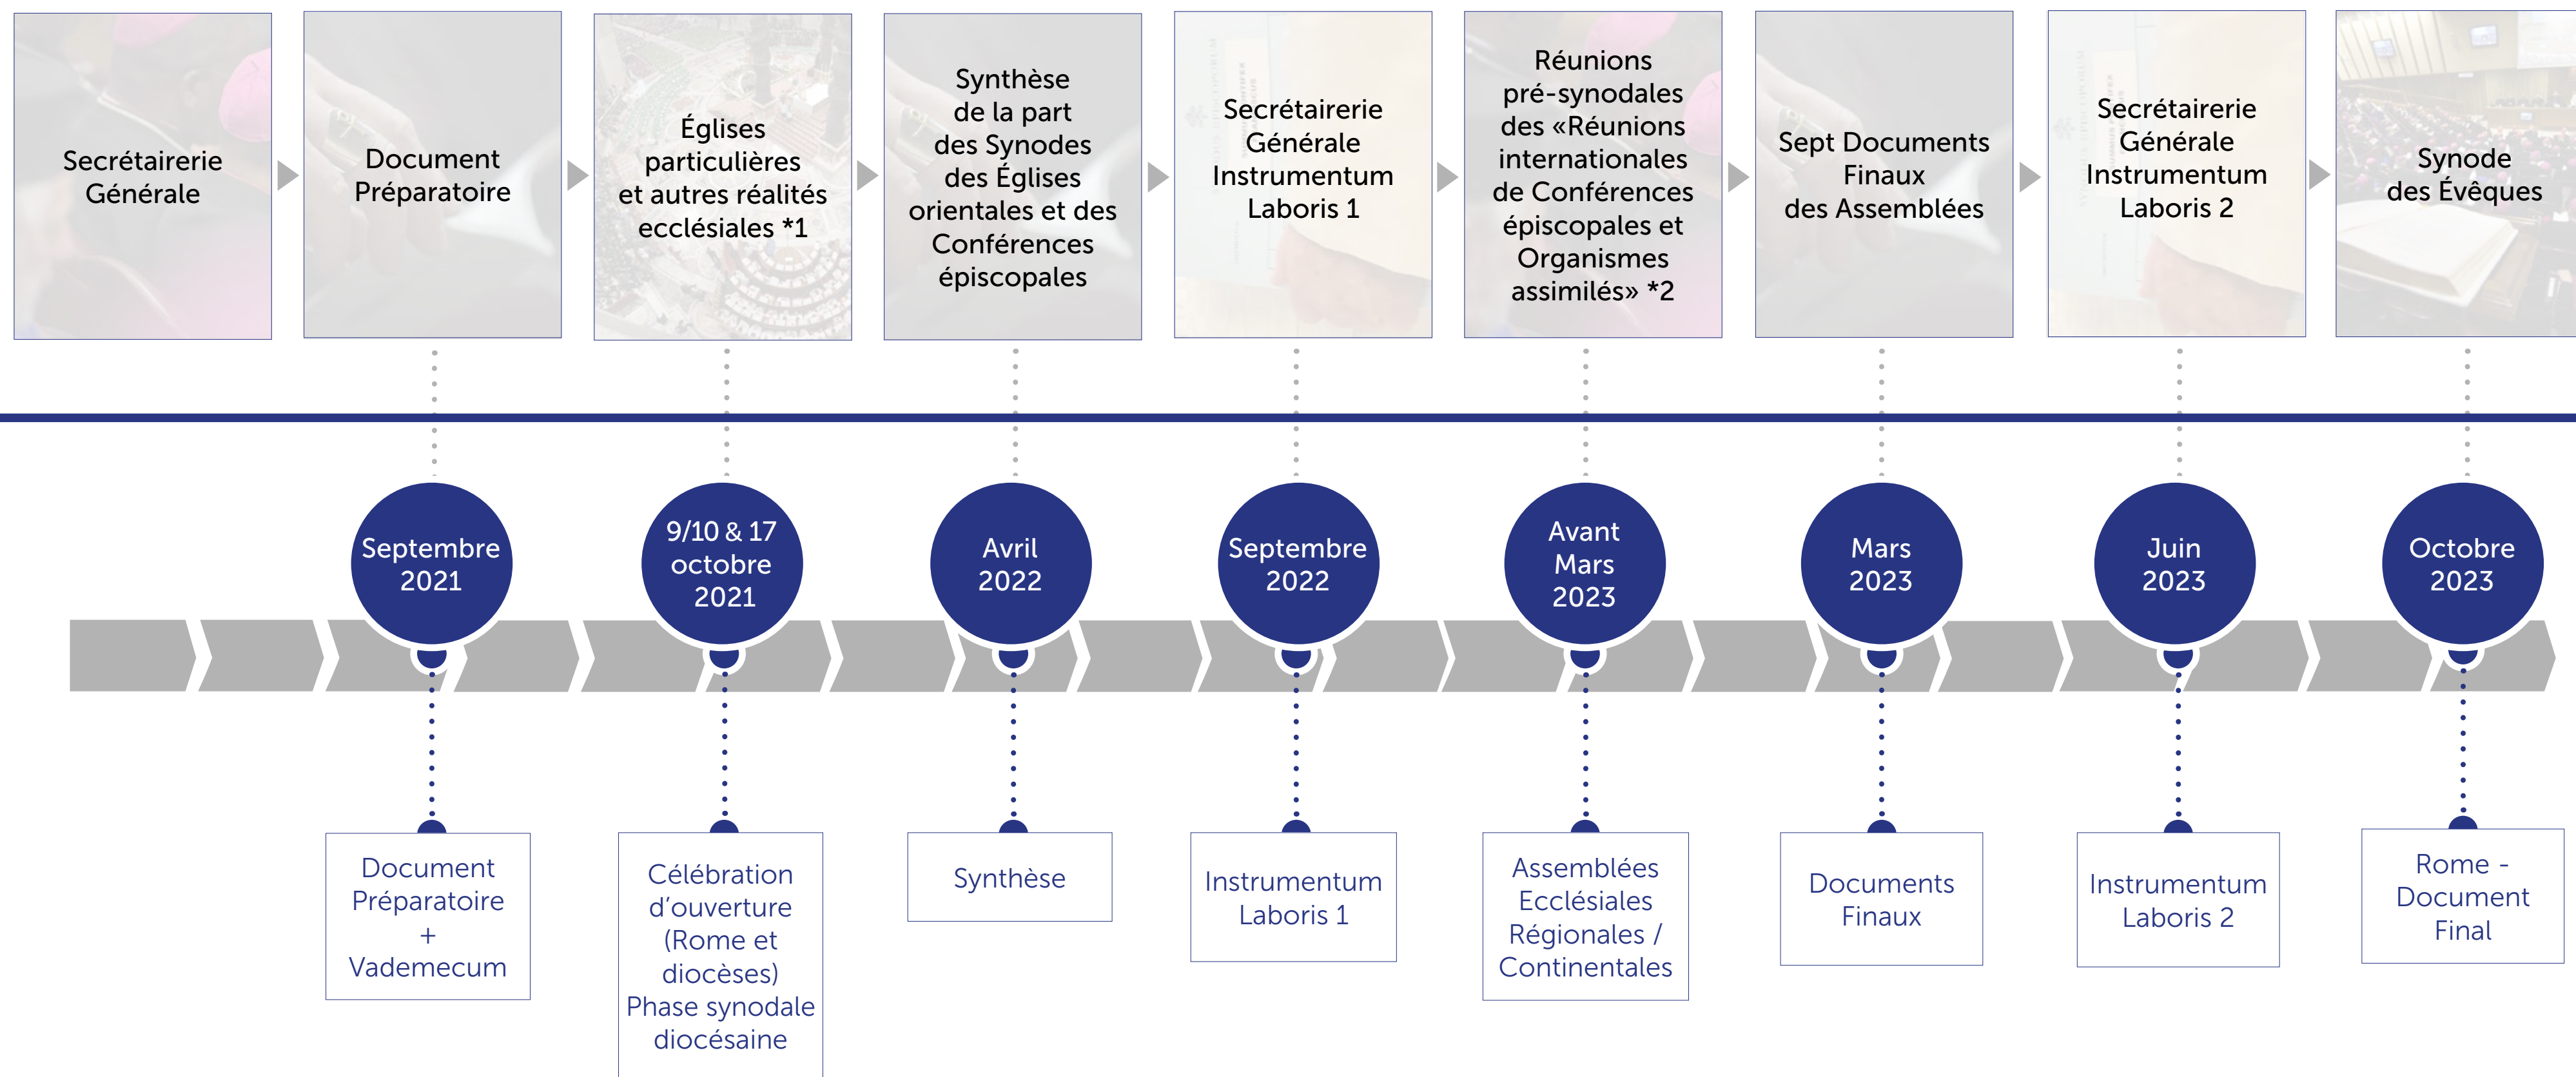 Secrétairerie
Générale
Document
Préparatoire
Églises
particulières
et autres réalités
ecclésiales *1
Synthèse
de la part
des Synodes
des Églises
orientales et des
Conférences
épiscopales
Secrétairerie
Générale
Instrumentum
Laboris 1
Réunions
pré-synodales
des «Réunions
internationales
de Conférences
épiscopales et
Organismes
assimilés» *2
Sept Documents
Finaux
des Assemblées
Secrétairerie
Générale
Instrumentum
Laboris 2
Synode
des Évêques
Septembre
2021
9/10 & 17
octobre
2021
Avril
2022
Septembre
2022
Avant
Mars
2023
Mars
2023
Juin
2023
Octobre
2023
Document
Préparatoire
+
Vademecum
Célébration
d’ouverture
(Rome et
diocèses)
Phase synodale
diocésaine
Synthèse
Instrumentum
Laboris 1
Assemblées
Ecclésiales
Régionales /
Continentales
Documents
Finaux
Instrumentum
Laboris 2
Rome -
Document
Final